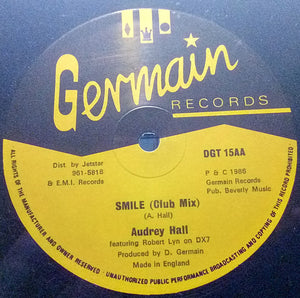 Germain
RECORDS
Dist. by Jetstar
961-5818
& E.M.I. Records
DGT 15AA
P & C 1986
Germain Records
Pub. Beverly Music
SMILE (Club Mix)
(A. Hall)
Audrey Hall
featuring Robert Lyn on DX7
Produced by D. Germain
Made in England
ALL RIGHTS OF THE MANUFACTURER AND OWNER RESERVED · UNAUTHORIZED PUBLIC PERFORMANCE BROADCASTING AND COPYING OF THIS RECORDING PROHIBITED